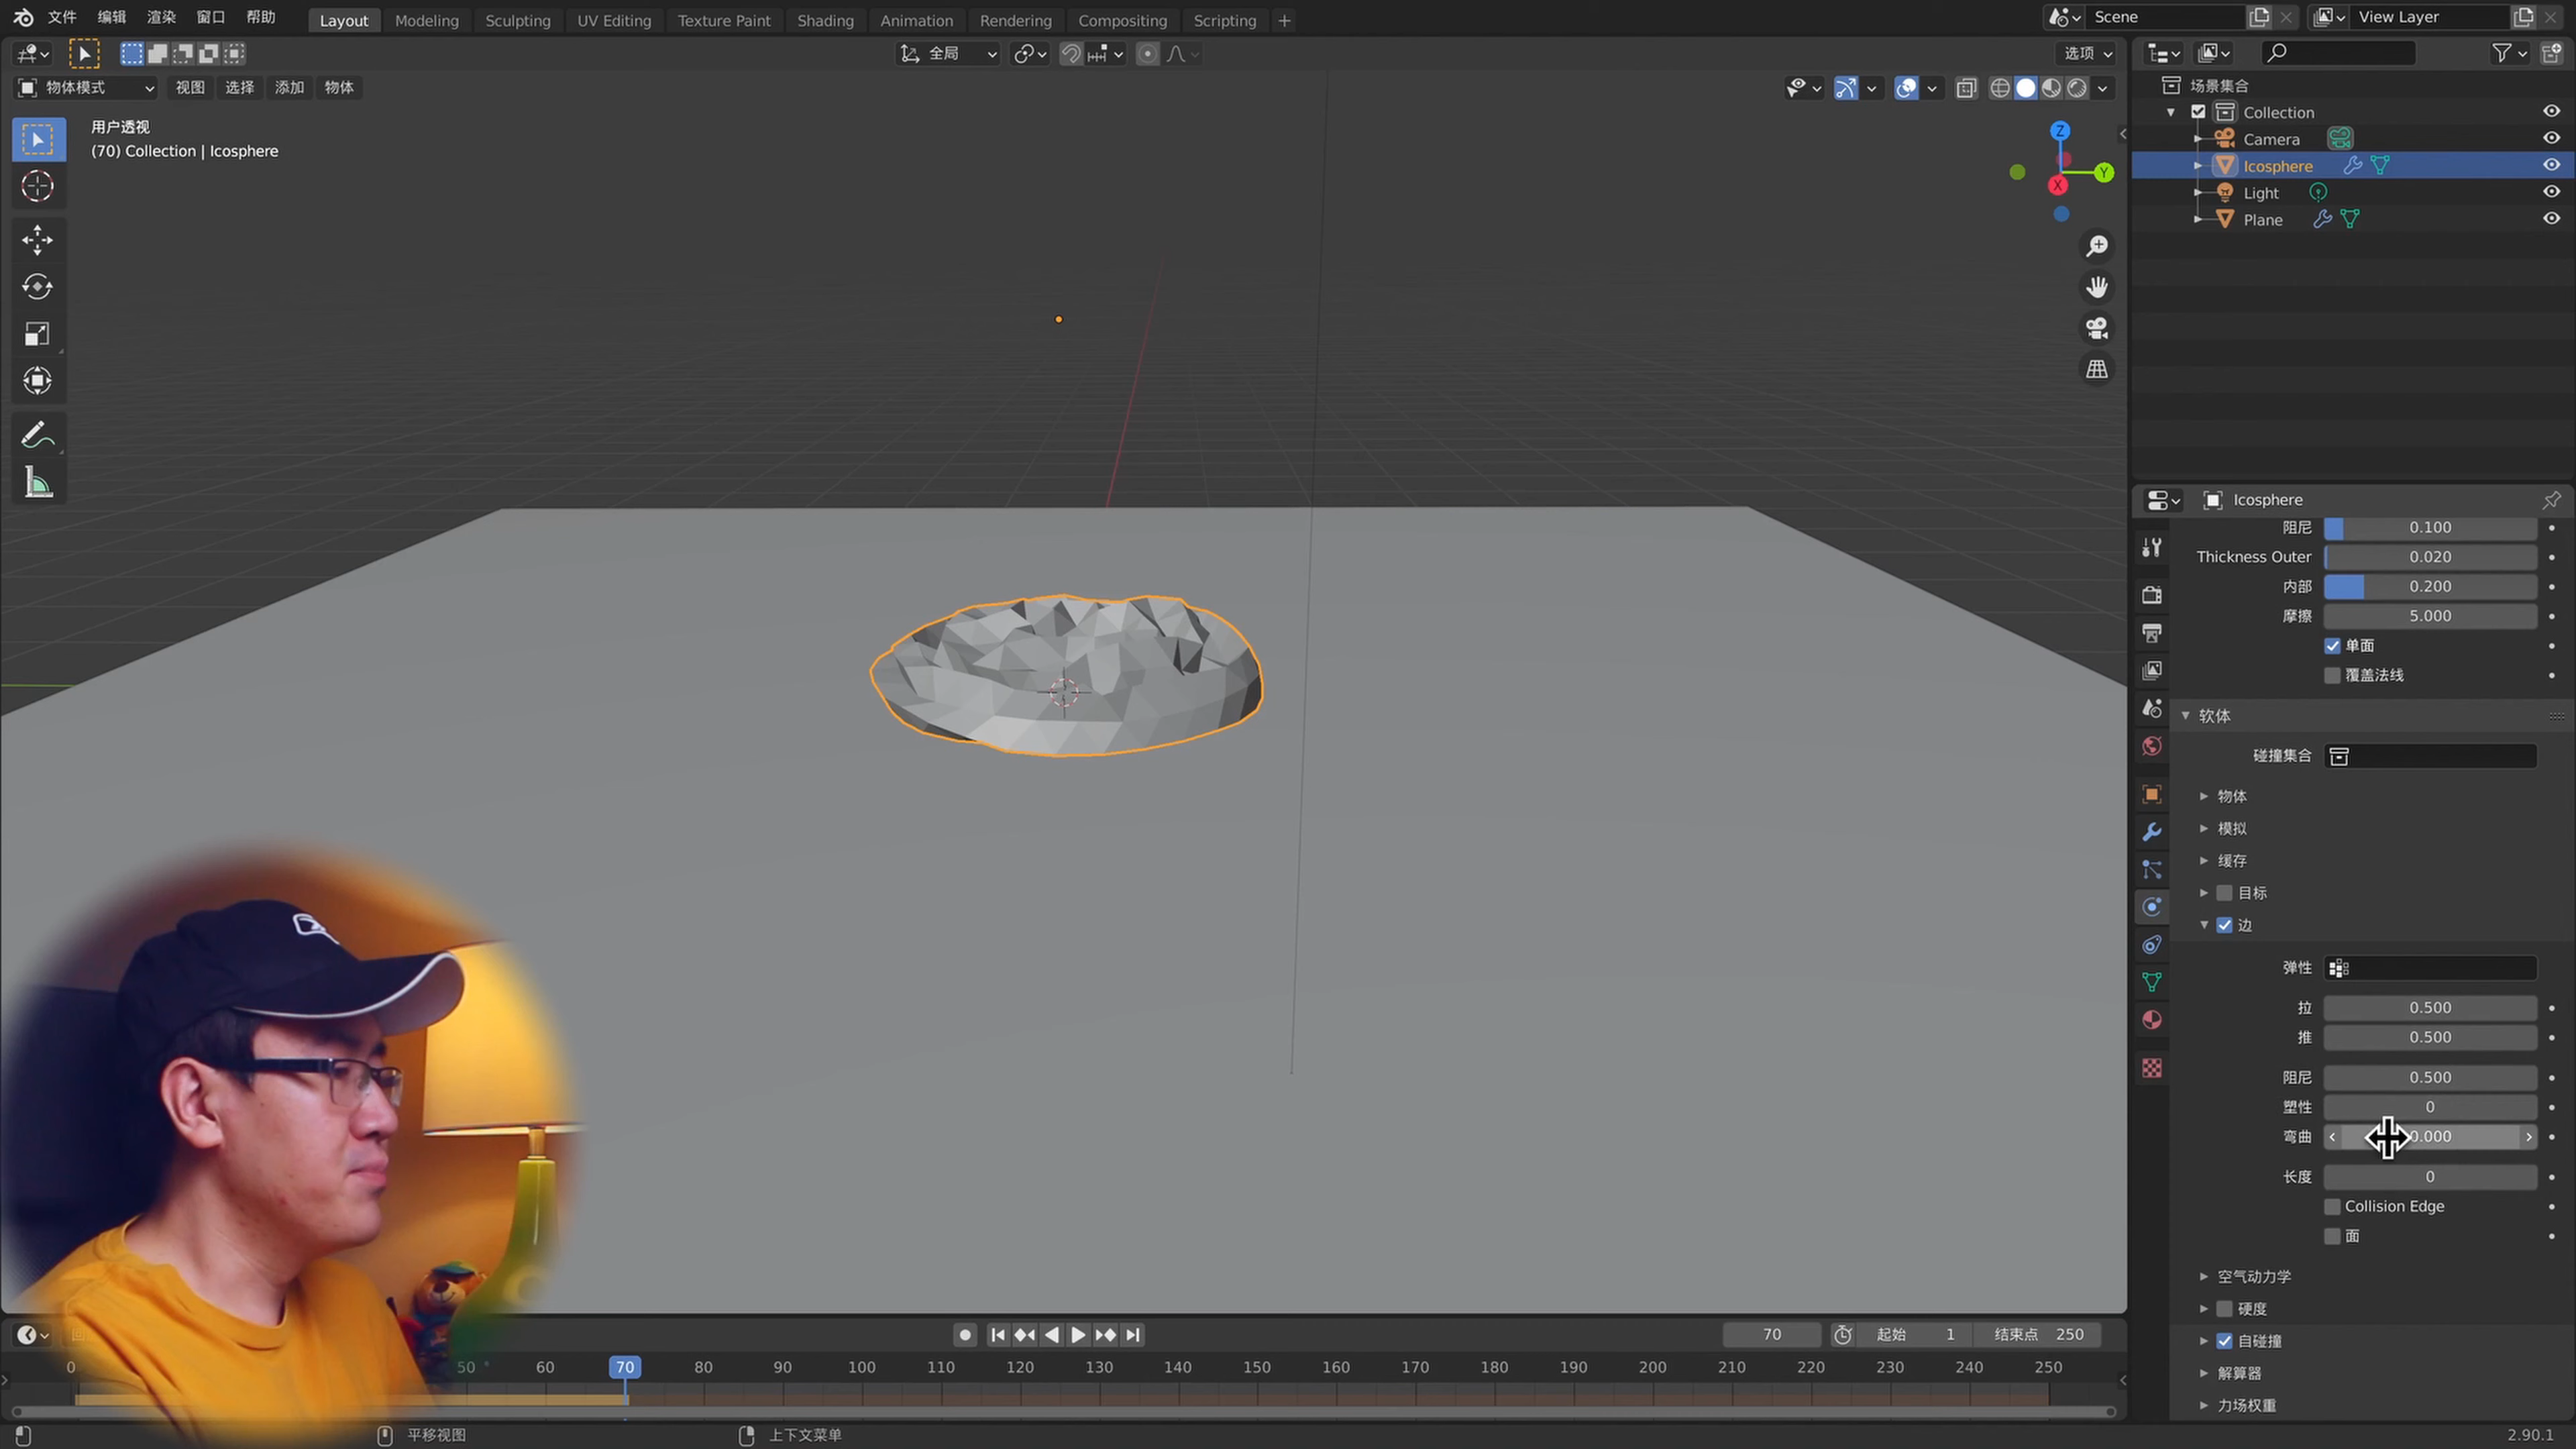 文件 编辑 渲染 窗口 帮助 Layout Modeling Sculpting UV Editing Texture Paint Shading Animation Rendering Compositing Scripting + Scene View Layer
全局 选项
物体模式 视图 选择 添加 物体
用户透视
(70) Collection | Icosphere
Z
Y
X
场景集合
Collection
Camera
Icosphere
Light
Plane
Icosphere
阻尼 0.100
Thickness Outer 0.020
内部 0.200
摩擦 5.000
单面
覆盖法线
软体
碰撞集合
物体
模拟
缓存
目标
边
弹性
拉 0.500
推 0.500
阻尼 0.500
塑性 0
弯曲 0.000
长度 0
Collision Edge
面
空气动力学
硬度
自碰撞
解算器
力场权重
70 起始 1 结束点 250
0 50 60 70 80 90 100 110 120 130 140 150 160 170 180 190 200 210 220 230 240 250
平移视图 上下文菜单 2.90.1